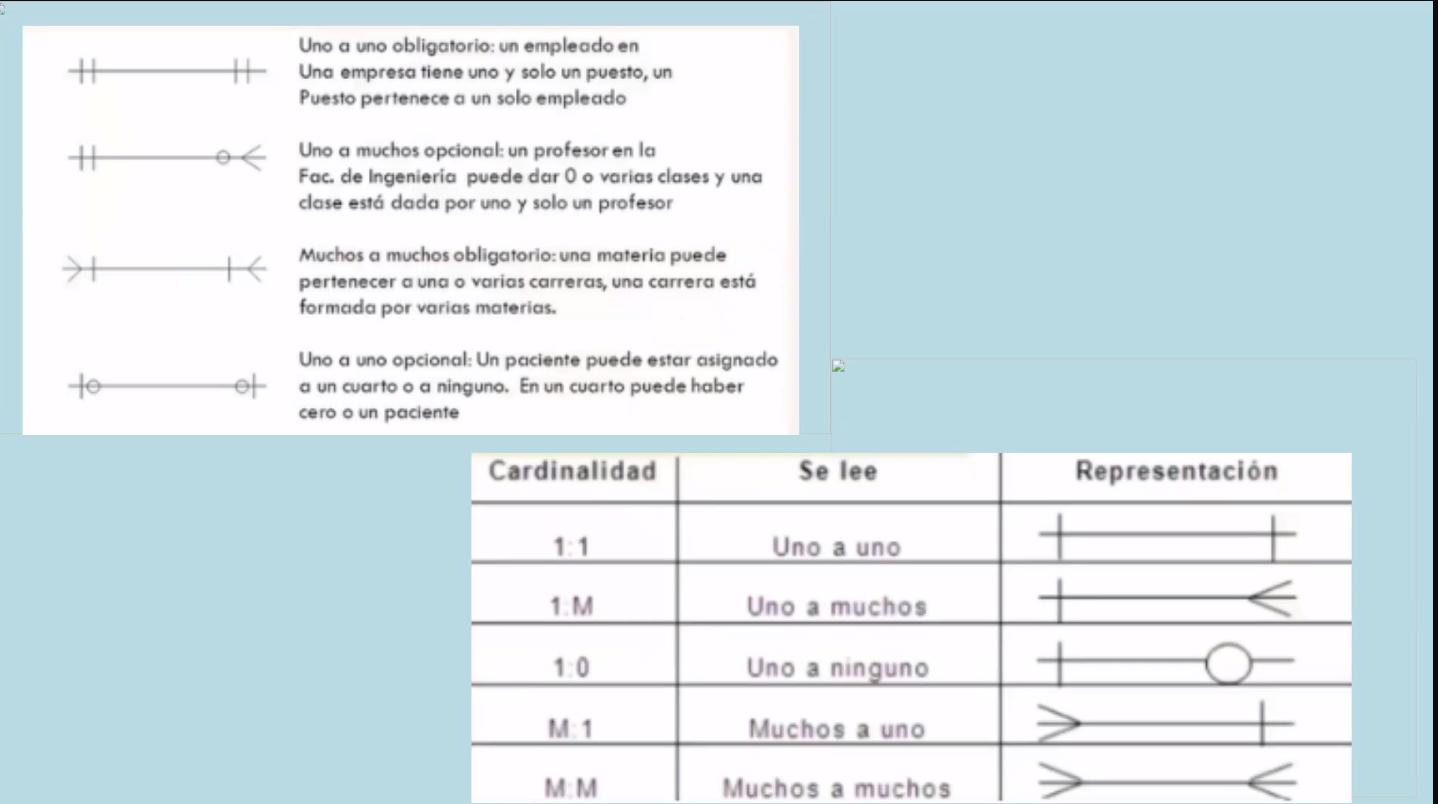 Uno a uno obligatorio: un empleado en
Una empresa tiene uno y solo un puesto, un
Puesto pertenece a un solo empleado
Uno a muchos opcional: un profesor en la
Fac. de Ingeniería puede dar 0 o varias clases y una
clase está dada por uno y solo un profesor
Muchos a muchos obligatorio: una materia puede
pertenecer a una o varias carreras, una carrera está
formada por varias materias.
Uno a uno opcional: Un paciente puede estar asignado
a un cuarto o a ninguno. En un cuarto puede haber
cero o un paciente
Cardinalidad Se lee Representación
1:1 Uno a uno
1:M Uno a muchos
1:0 Uno a ninguno
M:1 Muchos a uno
M:M Muchos a muchos